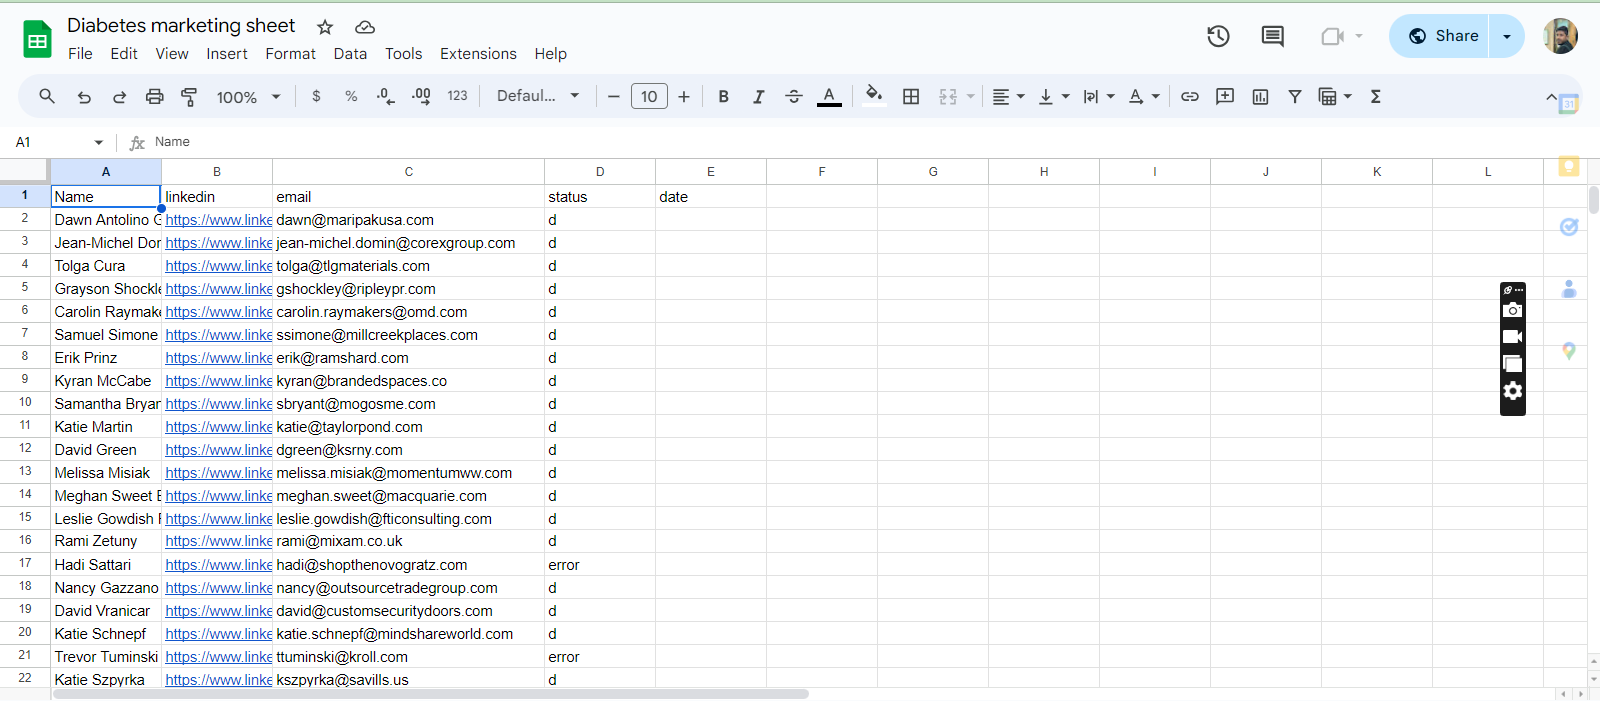 Diabetes marketing sheet
File Edit View Insert Format Data Tools Extensions Help
Share
100% $ % .0 .00 123 Defaul... 10 B I A A Σ
31
A1 fx Name
A B C D E F G H I J K L
1 Name linkedin email status date
2 Dawn Antolino G https://www.linke dawn@maripakusa.com d
3 Jean-Michel Dor https://www.linke jean-michel.domin@corexgroup.com d
4 Tolga Cura https://www.linke tolga@tlgmaterials.com d
5 Grayson Shockle https://www.linke gshockley@ripleypr.com d
6 Carolin Raymake https://www.linke carolin.raymakers@omd.com d
7 Samuel Simone https://www.linke ssimone@millcreekplaces.com d
8 Erik Prinz https://www.linke erik@ramshard.com d
9 Kyran McCabe https://www.linke kyran@brandedspaces.co d
10 Samantha Bryan https://www.linke sbryant@mogosme.com d
11 Katie Martin https://www.linke katie@taylorpond.com d
12 David Green https://www.linke dgreen@ksrny.com d
13 Melissa Misiak https://www.linke melissa.misiak@momentumww.com d
14 Meghan Sweet E https://www.linke meghan.sweet@macquarie.com d
15 Leslie Gowdish https://www.linke leslie.gowdish@fticonsulting.com d
16 Rami Zetuny https://www.linke rami@mixam.co.uk d
17 Hadi Sattari https://www.linke hadi@shopthenovogratz.com error
18 Nancy Gazzano https://www.linke nancy@outsourcetradegroup.com d
19 David Vranicar https://www.linke david@customsecuritydoors.com d
20 Katie Schnepf https://www.linke katie.schnepf@mindshareworld.com d
21 Trevor Tuminski https://www.linke ttuminski@kroll.com error
22 Katie Szpyrka https://www.linke kszpyrka@savills.us d